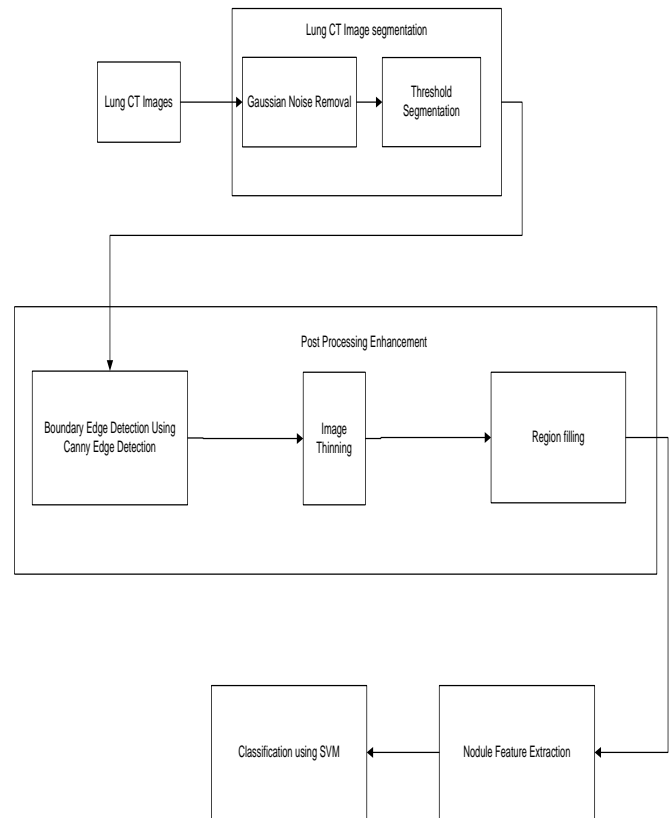 Lung CT Image segmentation
Lung CT Images
Gaussian Noise Removal
Threshold
Segmentation
Post Processing Enhancement
Boundary Edge Detection Using
Canny Edge Detection
Image
Thinning
Region filling
Classification using SVM
Nodule Feature Extraction